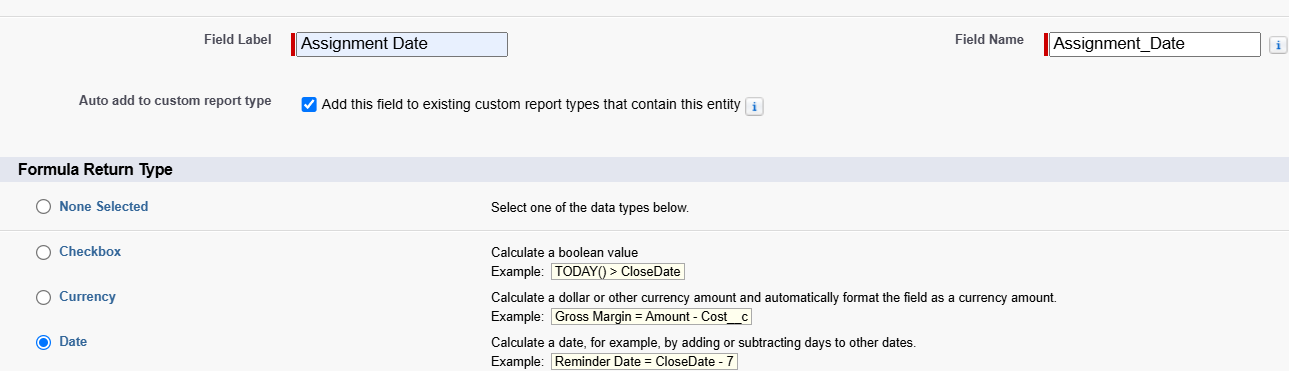 Field Label Assignment Date Field Name Assignment_Date i
Auto add to custom report type Add this field to existing custom report types that contain this entity i
Formula Return Type
None Selected Select one of the data types below.
Checkbox Calculate a boolean value
Example: TODAY() > CloseDate
Currency Calculate a dollar or other currency amount and automatically format the field as a currency amount.
Example: Gross Margin = Amount - Cost__c
Date Calculate a date, for example, by adding or subtracting days to other dates.
Example: Reminder Date = CloseDate - 7